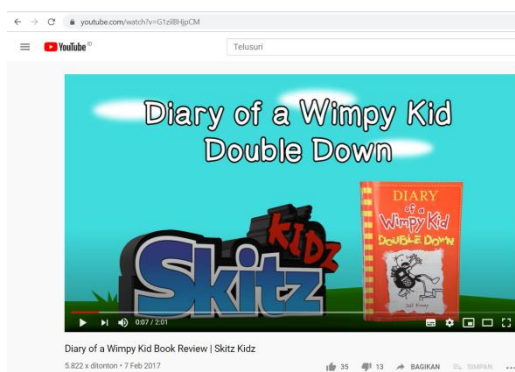 youtube.com/watch?v=G1zilBHjpCM
YouTube ID
Telusuri
Diary of a Wimpy Kid
Double Down
KIDZ
Skitz
DIARY
of a
Wimpy Kid
DOUBLE DOWN
0:07 / 2:01
Diary of a Wimpy Kid Book Review | Skitz Kidz
5.822 x ditonton • 7 Feb 2017
35
13
BAGIKAN
SIMPAN